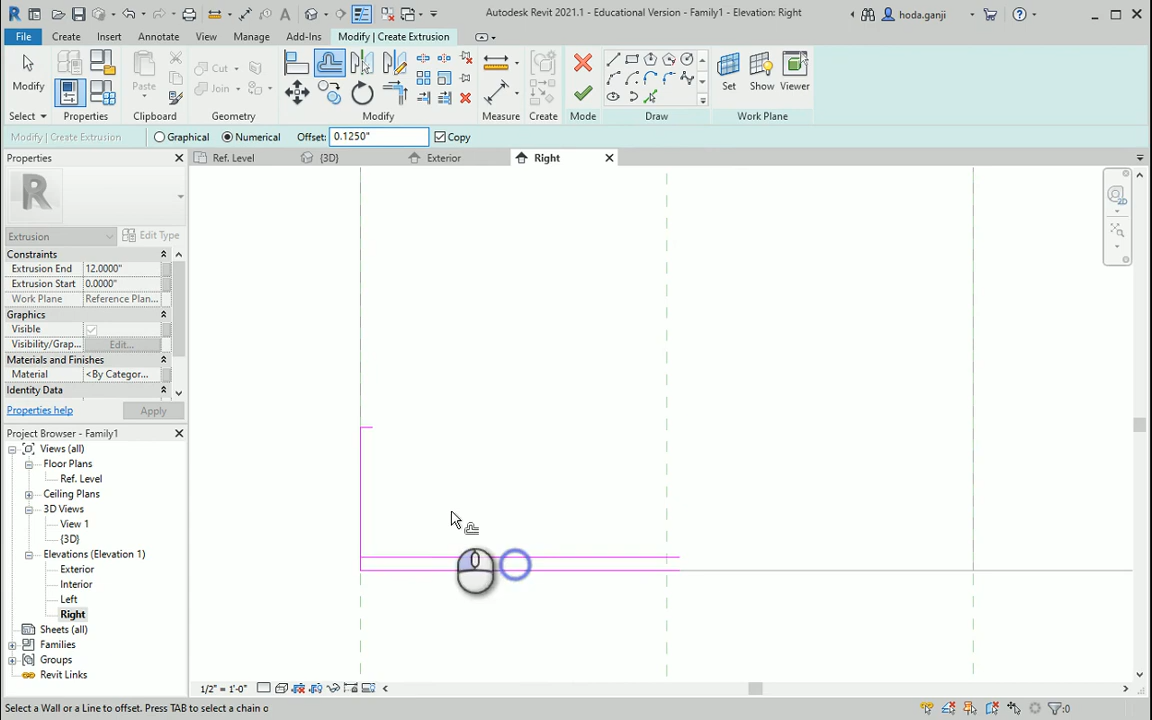 Autodesk Revit 2021.1 - Educational Version - Family1 - Elevation: Right
hoda.ganji
File Create Insert Annotate View Manage Add-Ins Modify | Create Extrusion
Modify
Paste
Cut
Join
Create
Set Show Viewer
Select Properties Clipboard Geometry Modify Measure Create Mode Draw Work Plane
Modify | Create Extrusion Graphical Numerical Offset: 0.1250" Copy
Properties
Ref. Level {3D} Exterior Right
Extrusion Edit Type
Constraints
Extrusion End 12.0000"
Extrusion Start 0.0000"
Work Plane Reference Plan...
Graphics
Visible
Visibility/Grap... Edit...
Materials and Finishes
Material <By Categor...
Identity Data
Properties help Apply
Project Browser - Family1
Views (all)
Floor Plans
Ref. Level
Ceiling Plans
3D Views
View 1
{3D}
Elevations (Elevation 1)
Exterior
Interior
Left
Right
Sheets (all)
Families
Groups
Revit Links
1/2" = 1'-0"
Select a Wall or a Line to offset. Press TAB to select a chain o
:0